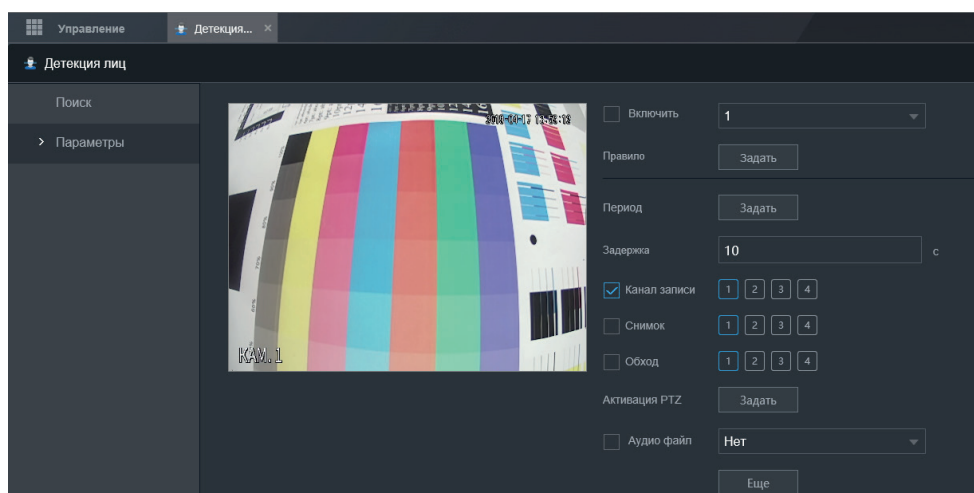 Управление
Детекция... ×
Детекция лиц
Поиск
> Параметры
KAM.1
Включить 1
Правило Задать
Период Задать
Задержка 10 с
Канал записи 1 2 3 4
Снимок 1 2 3 4
Обход 1 2 3 4
Активация PTZ Задать
Аудио файл Нет
Еще